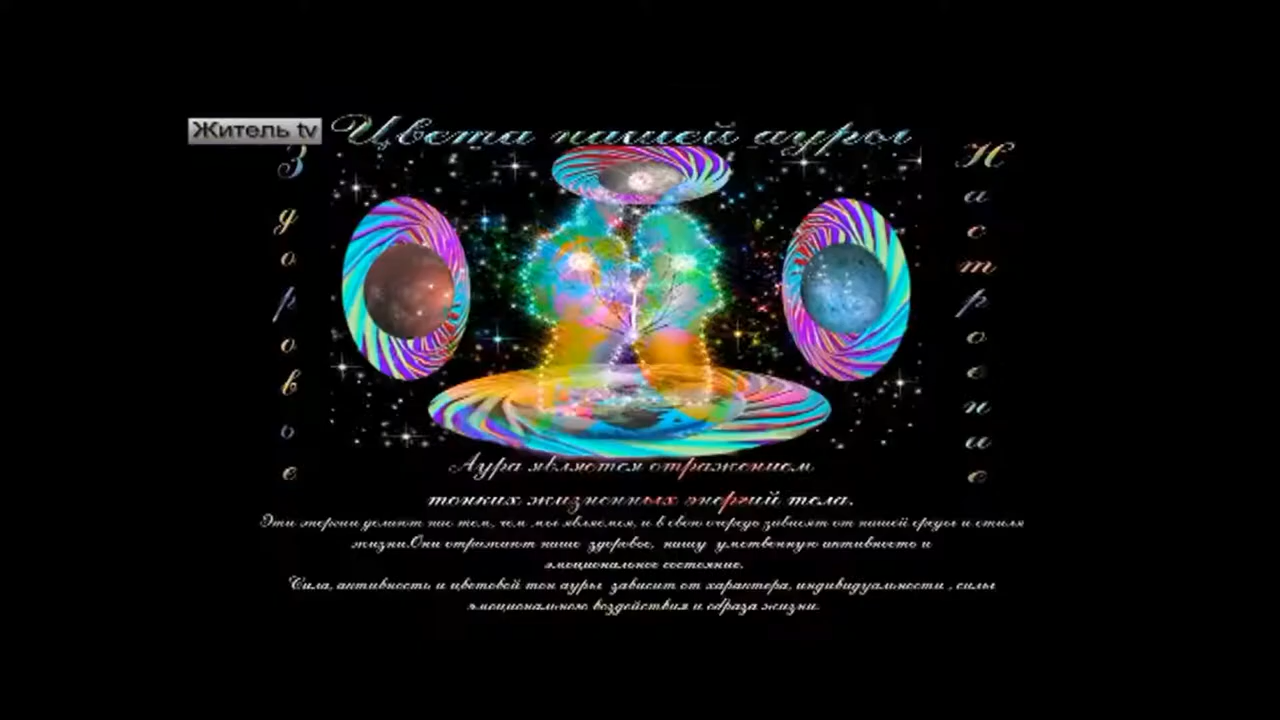 Житель tv
Цвета нашей ауры
Здоровье
Настроение
Аура является отражением
тонких жизненных энергий тела.
Эти энергии делают нас тем, чем мы являемся, и в свою очередь зависят от нашей среды и стиля
жизни.Они отражают наше здоровье, нашу умственную активность и
эмоциональное состояние.
Сила, активность и цветовой тон ауры зависит от характера, индивидуальности , силы
эмоционального воздействия и образа жизни.